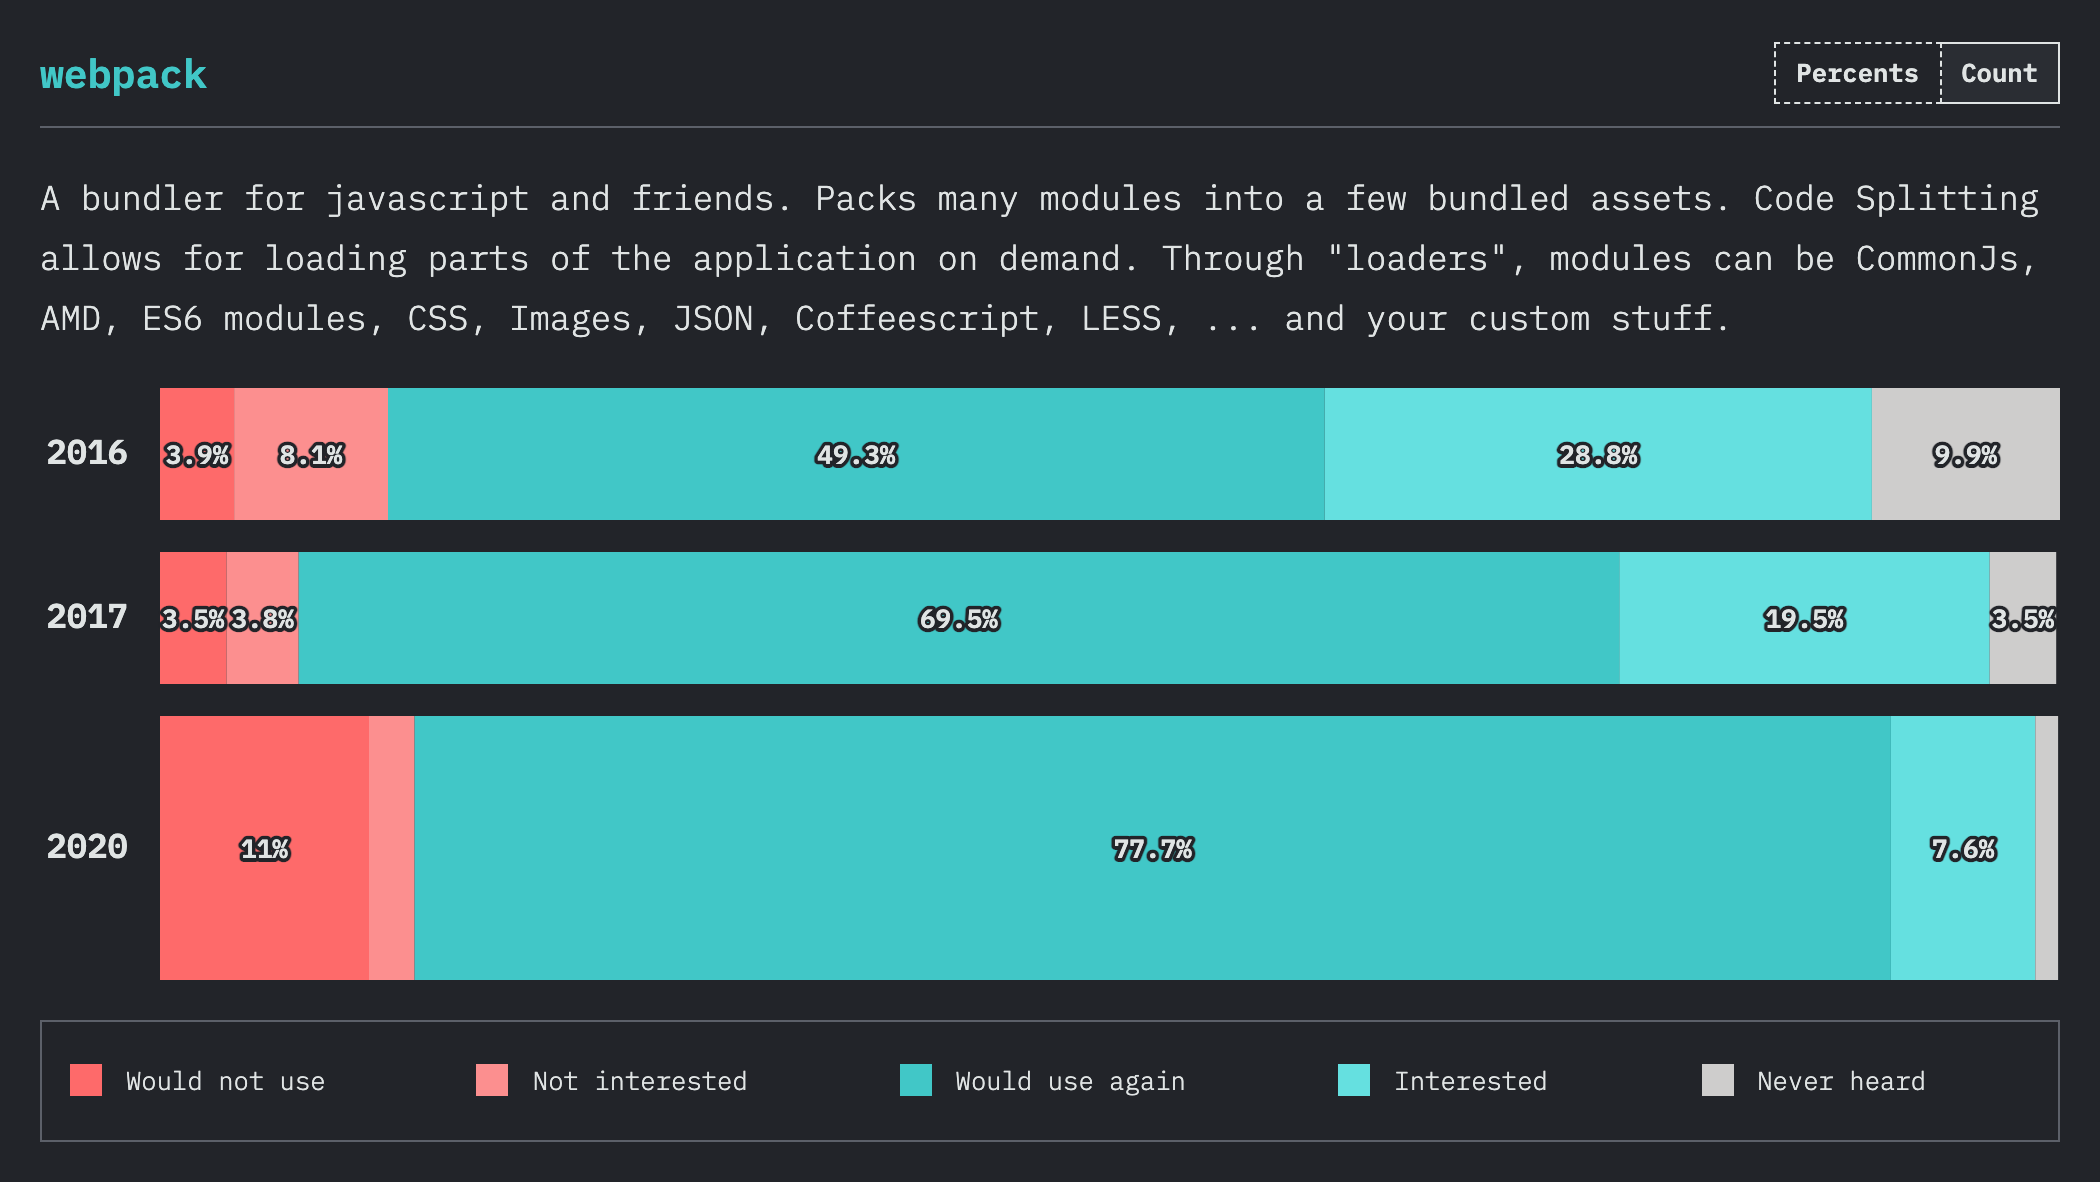 webpack
Percents Count
A bundler for javascript and friends. Packs many modules into a few bundled assets. Code Splitting
allows for loading parts of the application on demand. Through "loaders", modules can be CommonJs,
AMD, ES6 modules, CSS, Images, JSON, Coffeescript, LESS, ... and your custom stuff.
2016 3.9% 8.1% 49.3% 28.8% 9.9%
2017 3.5% 3.8% 69.5% 19.5% 3.5%
2020 11% 77.7% 7.6%
Would not use Not interested Would use again Interested Never heard